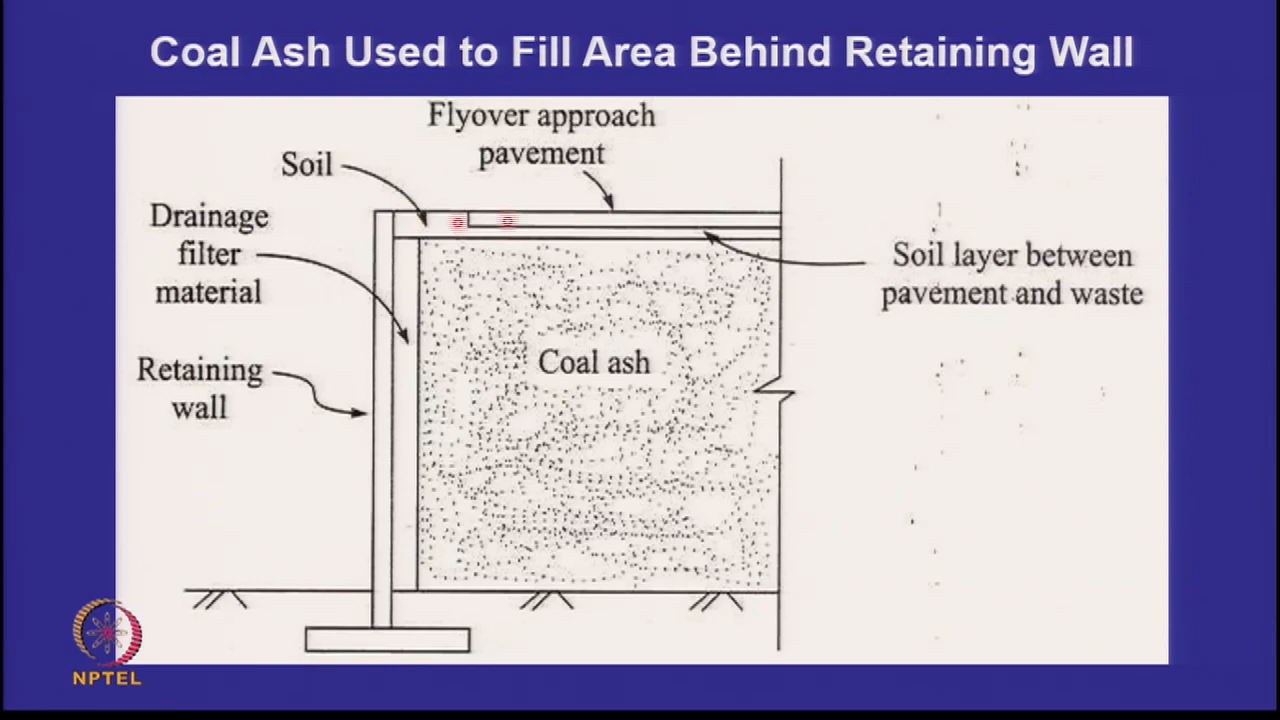 Coal Ash Used to Fill Area Behind Retaining Wall
Flyover approach
pavement
Soil
Drainage
filter
material
Soil layer between
pavement and waste
Coal ash
Retaining
wall
NPTEL